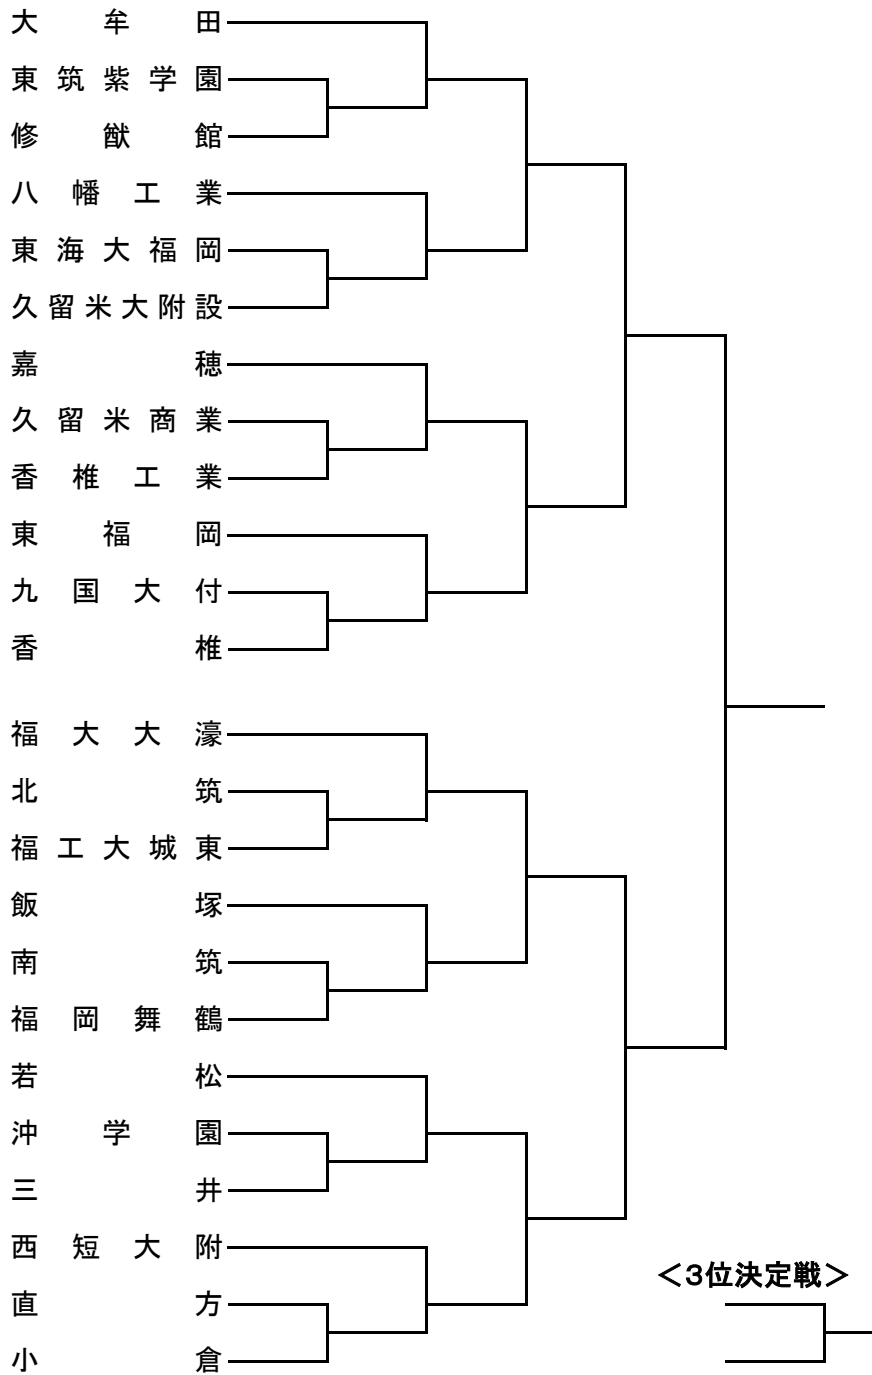 大牟田
東筑紫学園
修猷館
八幡工業
東海大福岡
久留米大附設
嘉穂
久留米商業
香椎工業
東福岡
九国大付
香椎
福大大濠
北筑
福工大城東
飯塚
南筑
福岡舞鶴
若松
沖学園
三井
西短大附
直方
小倉
＜3位決定戦＞